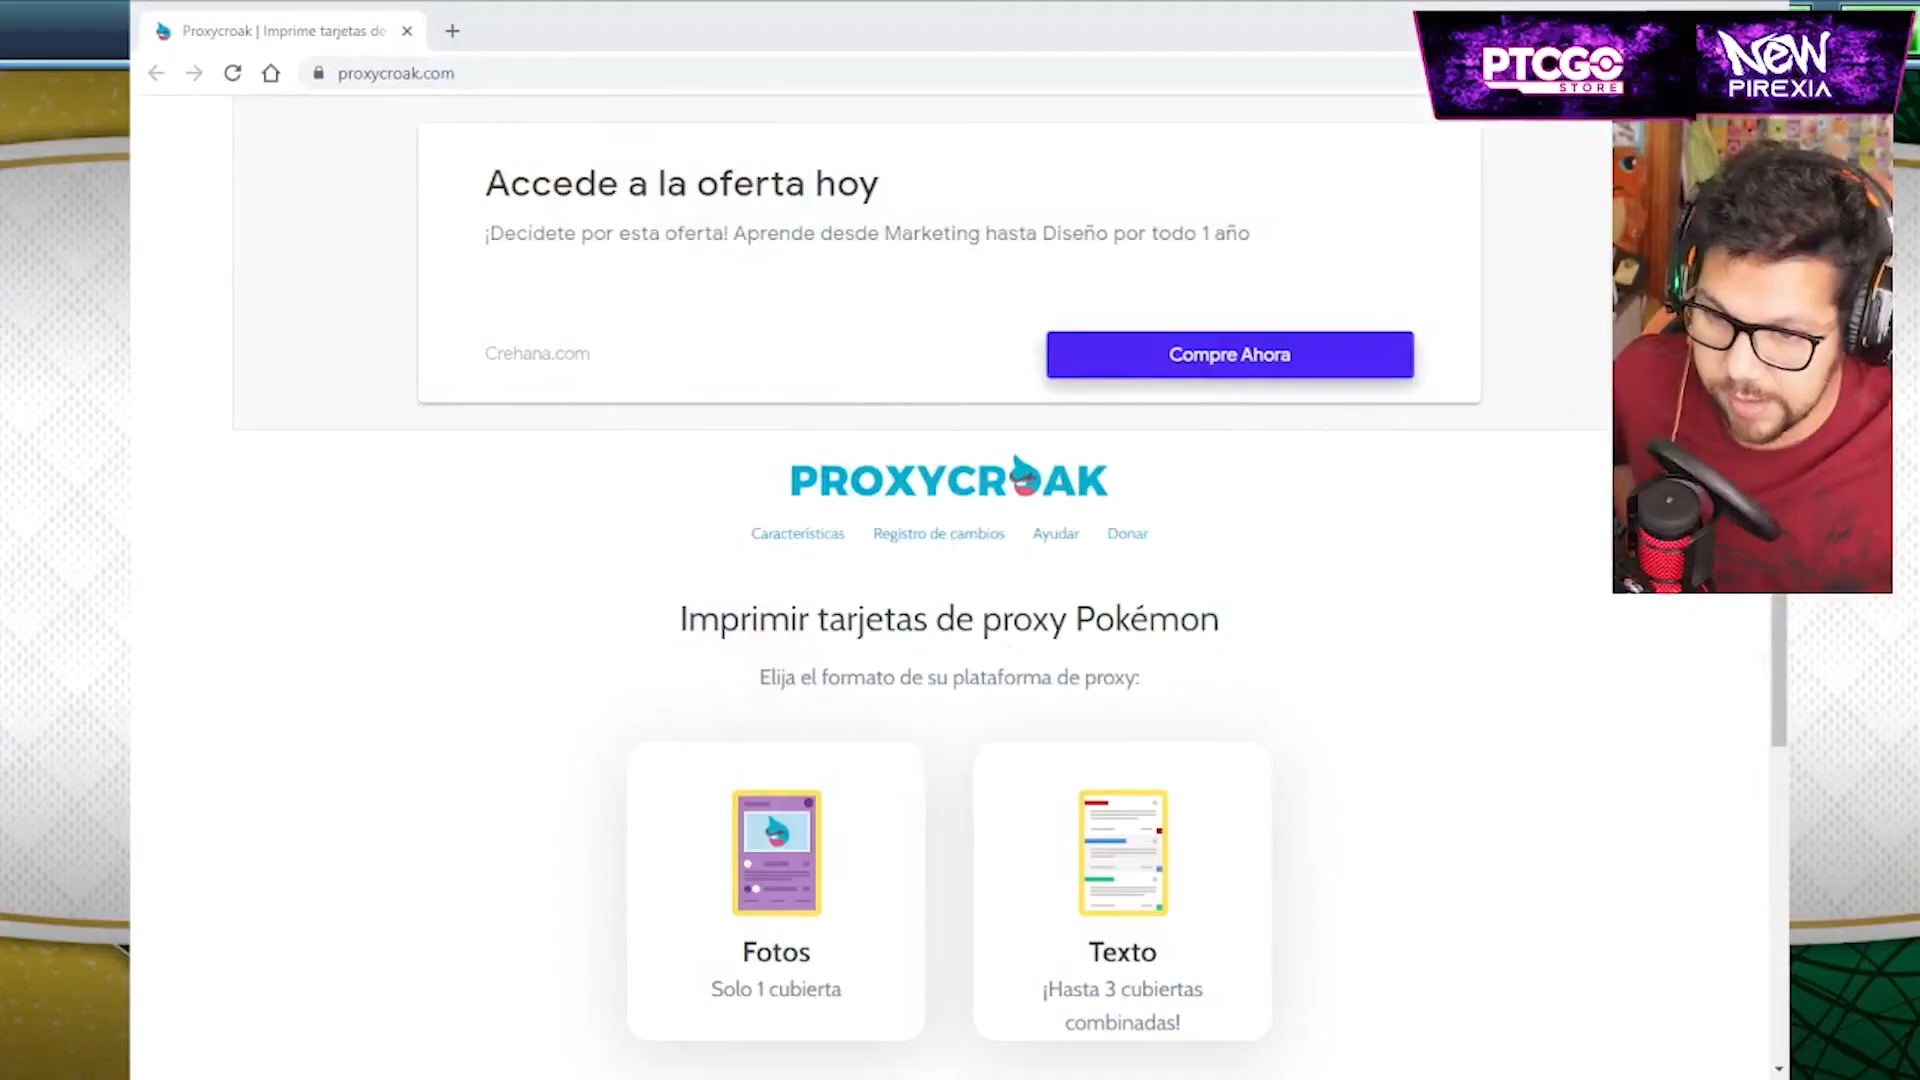 Proxycroak | Imprime tarjetas de
proxycroak.com
PTCGO
STORE
NEW
PIREXIA
Accede a la oferta hoy
¡Decídete por esta oferta! Aprende desde Marketing hasta Diseño por todo 1 año
Crehana.com
Compre Ahora
PROXYCROAK
Características
Registro de cambios
Ayudar
Donar
Imprimir tarjetas de proxy Pokémon
Elija el formato de su plataforma de proxy:
Fotos
Solo 1 cubierta
Texto
¡Hasta 3 cubiertas
combinadas!